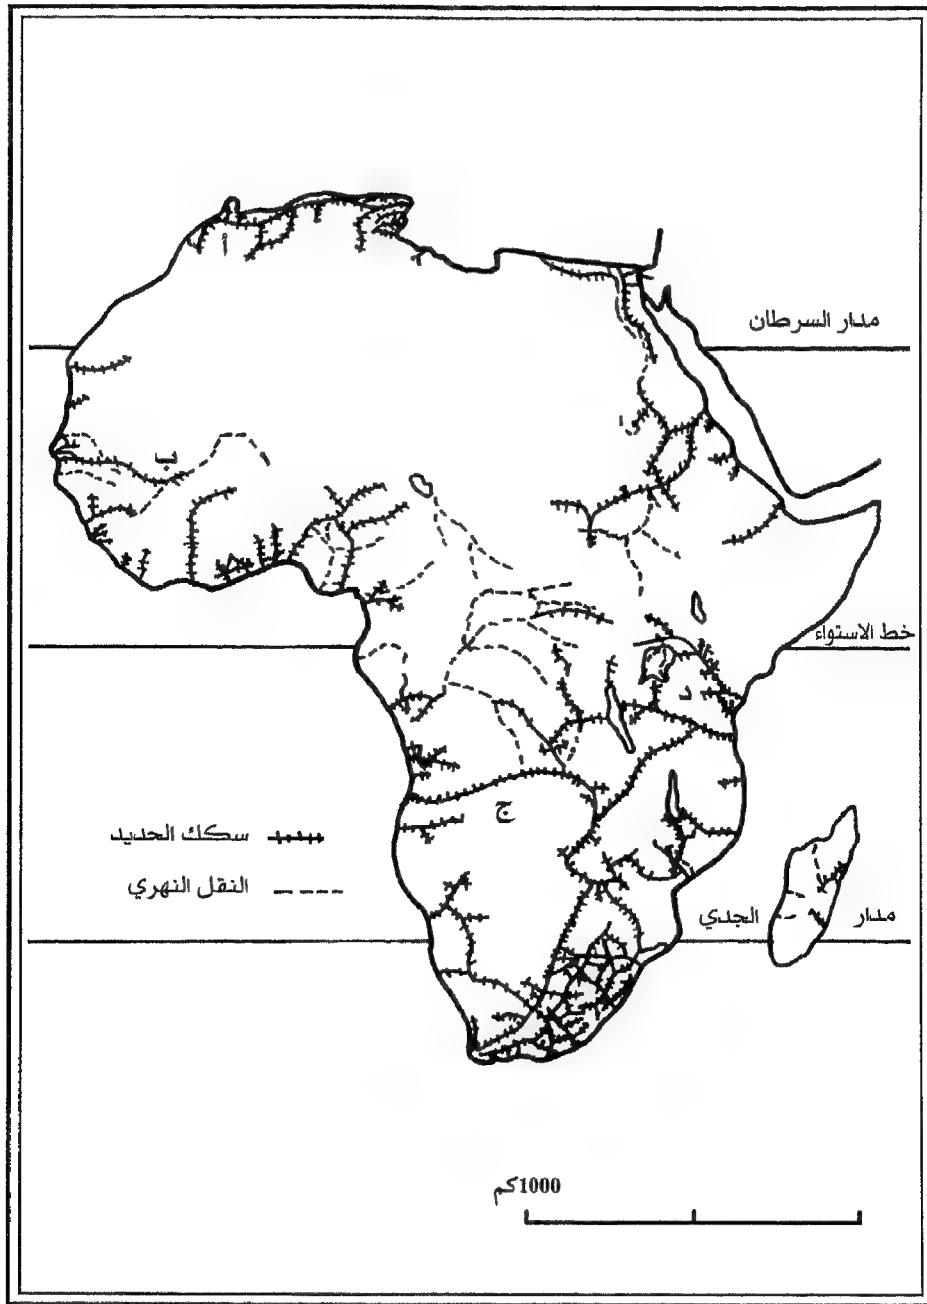 أ
مدار السرطان
ب
خط الاستواء
د
ج
سكك الحديد
النقل النهري
مدار الجدي
1000كم